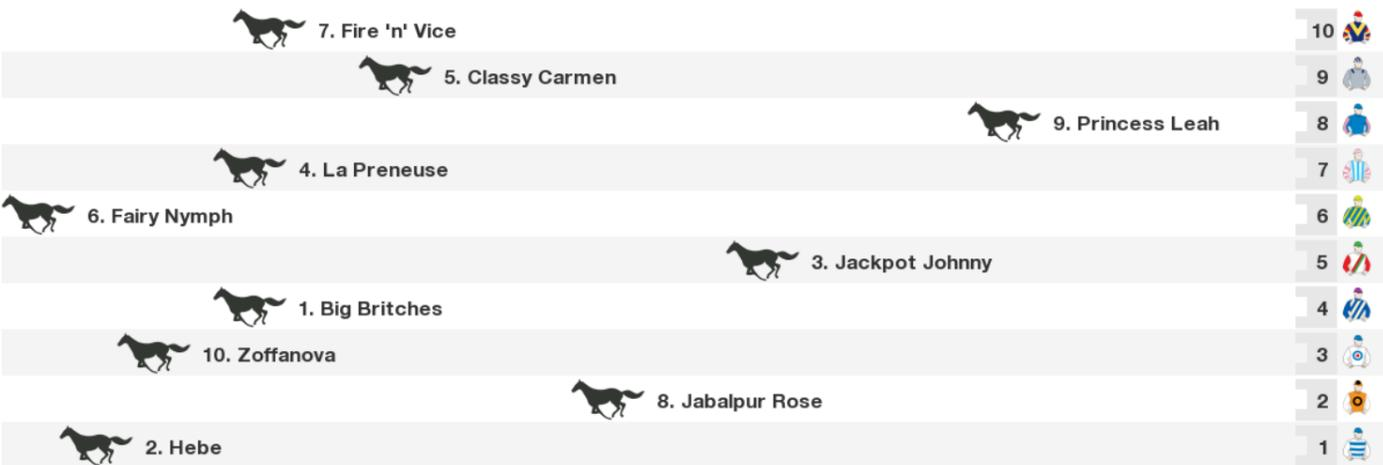 7. Fire 'n' Vice 10
5. Classy Carmen 9
9. Princess Leah 8
4. La Preneuse 7
6. Fairy Nymph 6
3. Jackpot Johnny 5
1. Big Britches 4
10. Zoffanova 3
8. Jabalpur Rose 2
2. Hebe 1